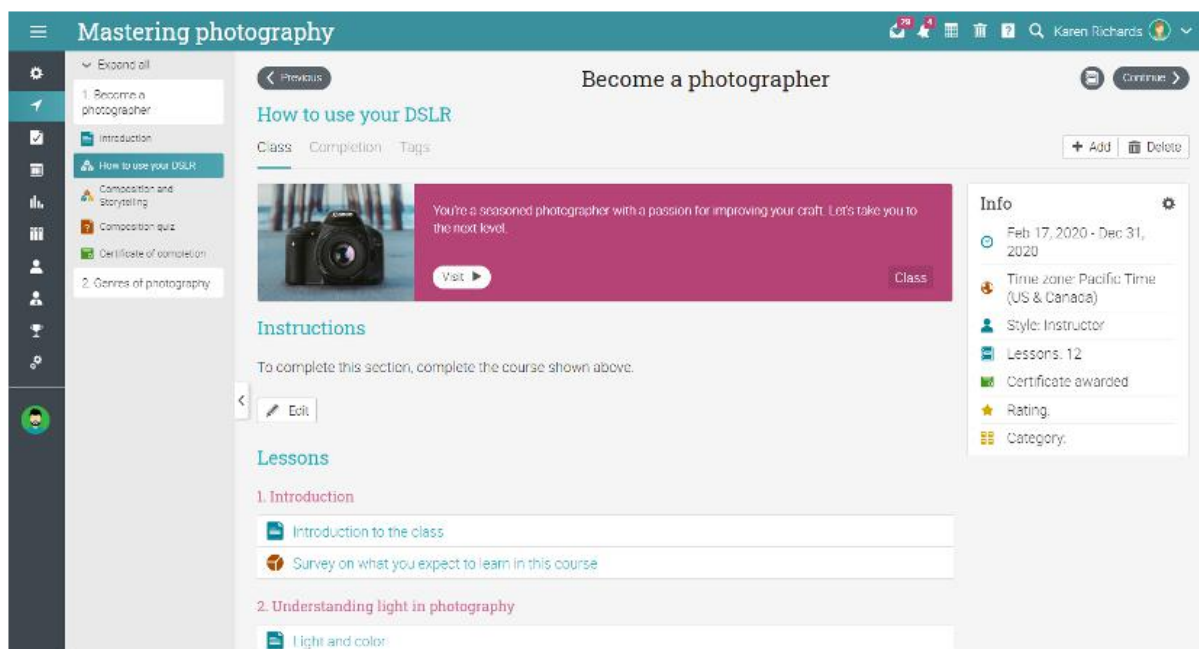 Mastering photography
29
4
Karen Richards
Expand all
1. Become a
photographer
Introduction
How to use your DSLR
Composition and
Storytelling
Composition quiz
Certificate of completion
2. Genres of photography
Previous
Become a photographer
Continue
How to use your DSLR
Class Completion Tags
Add Delete
Canon
You're a seasoned photographer with a passion for improving your craft. Let's take you to
the next level.
Visit
Class
Info
Feb 17, 2020 - Dec 31,
2020
Time zone: Pacific Time
(US & Canada)
Style: Instructor
Lessons: 12
Certificate awarded
Rating:
Category:
Instructions
To complete this section, complete the course shown above.
Edit
Lessons
1. Introduction
Introduction to the class
Survey on what you expect to learn in this course
2. Understanding light in photography
Light and color